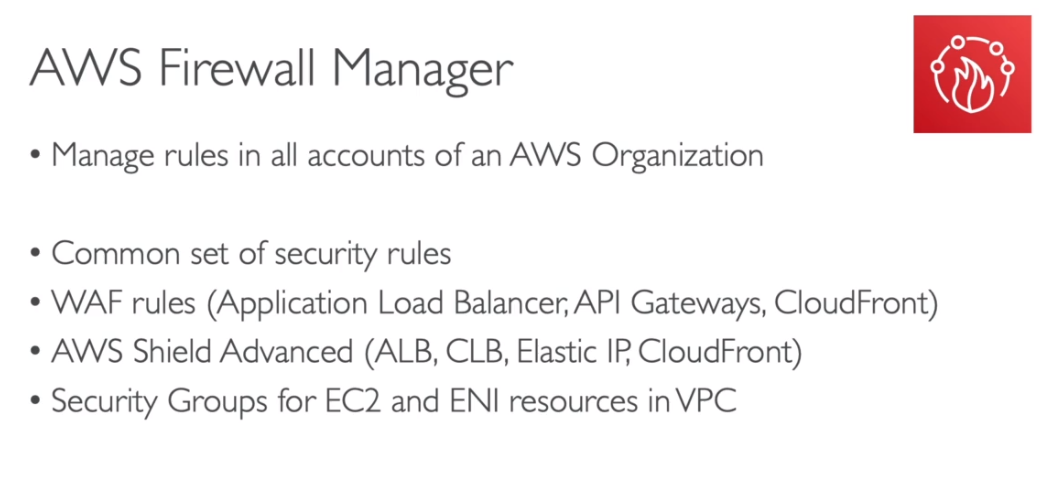 AWS Firewall Manager
• Manage rules in all accounts of an AWS Organization
• Common set of security rules
• WAF rules (Application Load Balancer, API Gateways, CloudFront)
• AWS Shield Advanced (ALB, CLB, Elastic IP, CloudFront)
• Security Groups for EC2 and ENI resources in VPC